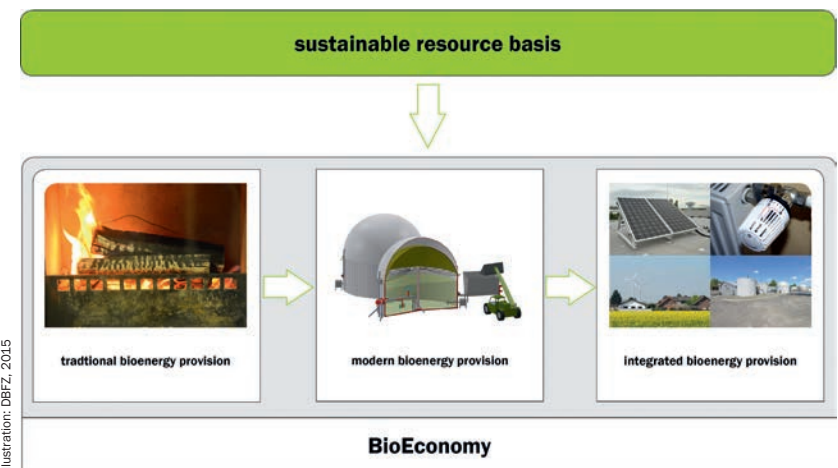 sustainable resource basis
tradtional bioenergy provision
modern bioenergy provision
integrated bioenergy provision
BioEconomy
lustration: DBFZ, 2015